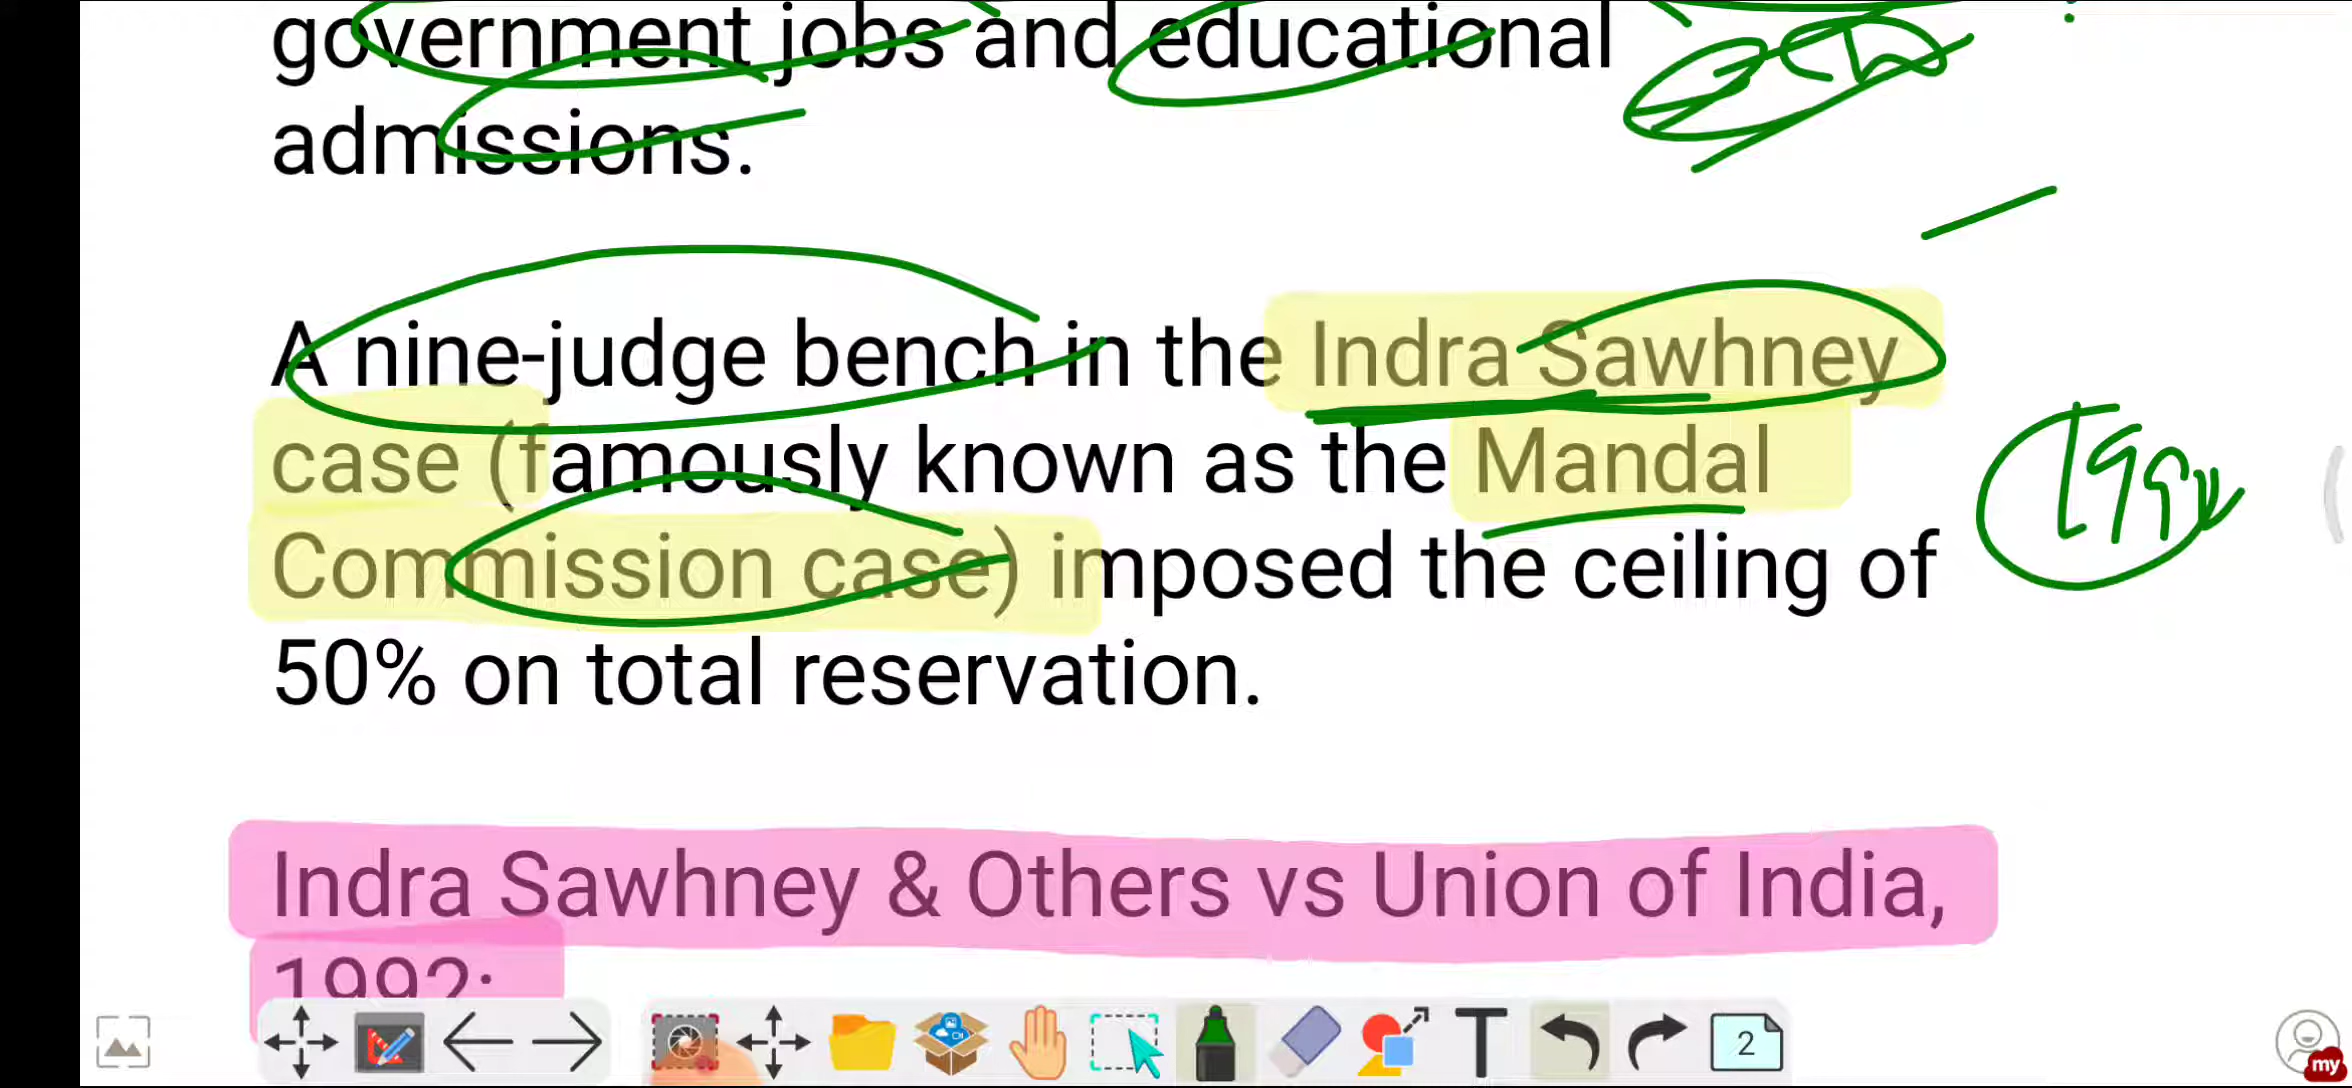 government jobs and educational
admissions.
A nine-judge bench in the Indra Sawhney
case (famously known as the Mandal
Commission case) imposed the ceiling of
50% on total reservation.
Indra Sawhney & Others vs Union of India,
1992:
2
my